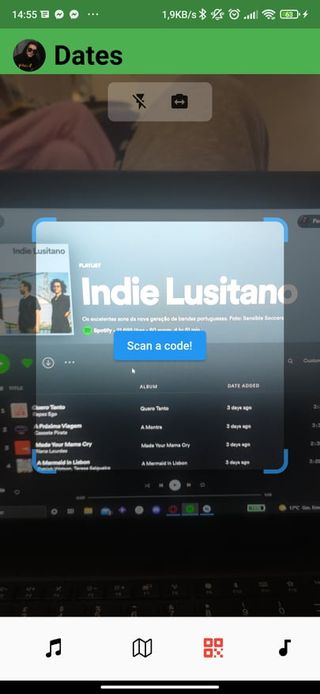 14:55
1,9KB/s
63
Dates
Indie Lusitano
PLAYLIST
Indie Lusitano
Os excelentes sons da nova geração de bandas portuguesas. Foto: Sensible Soccers
Spotify
Scan a code!
TITLE ALBUM DATE ADDED
Quero Tanto Quero Tanto 3 days ago
A Próxima Viagem A Mantra 3 days ago
Cassete Pirata
Made Your Mama Cry Made Your Mama Cry 3 days ago
A Mermaid in Lisbon A Mermaid in Lisbon 3 days ago